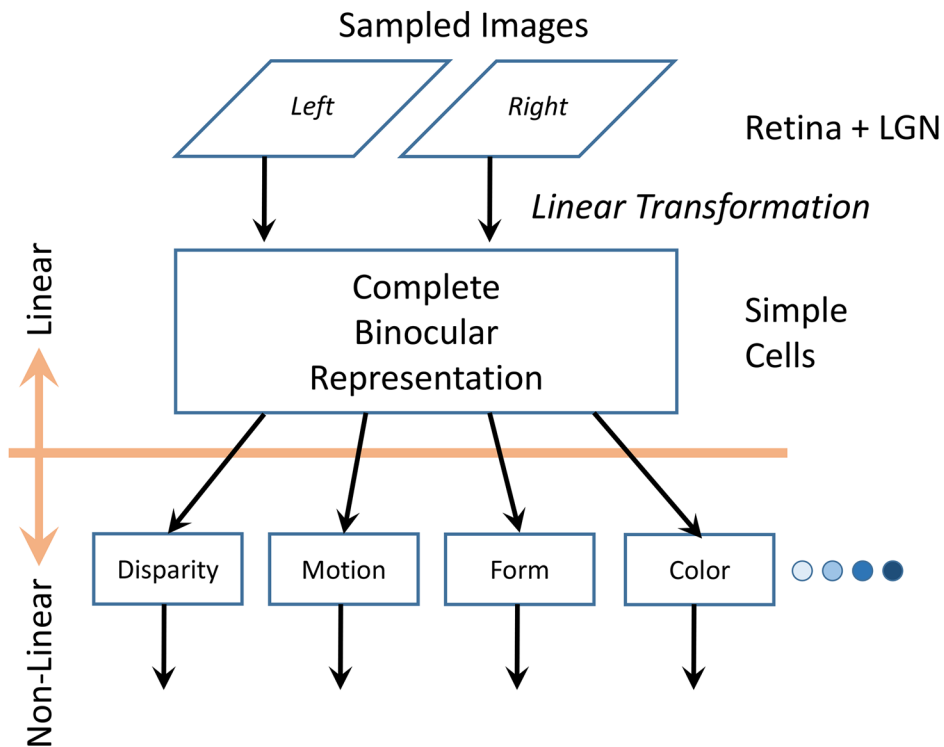 Sampled Images
Left
Right
Retina + LGN
Linear Transformation
Linear
Complete
Binocular
Representation
Simple
Cells
Non-Linear
Disparity
Motion
Form
Color